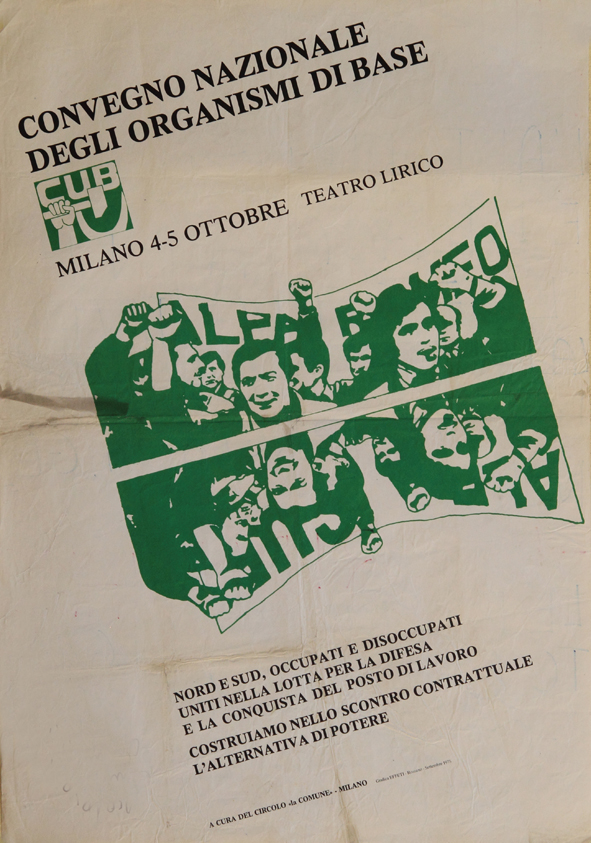 CONVEGNO NAZIONALE
DEGLI ORGANISMI DI BASE
CUB
MILANO 4-5 OTTOBRE TEATRO LIRICO
ALFA ROMEO
NORD E SUD, OCCUPATI E DISOCCUPATI
UNITI NELLA LOTTA PER LA DIFESA
E LA CONQUISTA DEL POSTO DI LAVORO
COSTRUIAMO NELLO SCONTRO CONTRATTUALE
L'ALTERNATIVA DI POTERE
A CURA DEL CIRCOLO «la COMUNE» - MILANO